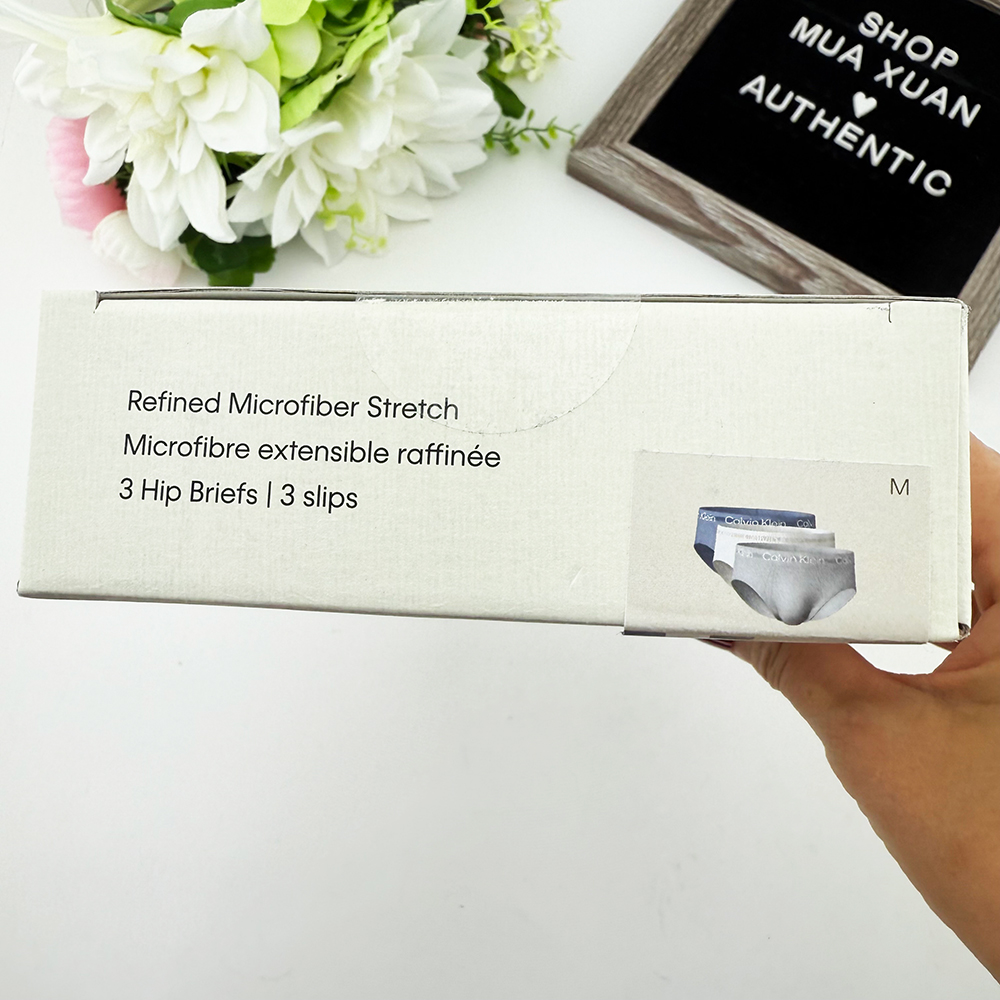 SHOP
MUA XUAN
♥
AUTHENTIC
Refined Microfiber Stretch
Microfibre extensible raffinée
3 Hip Briefs | 3 slips
M
Calvin Klein
Calvin Klein